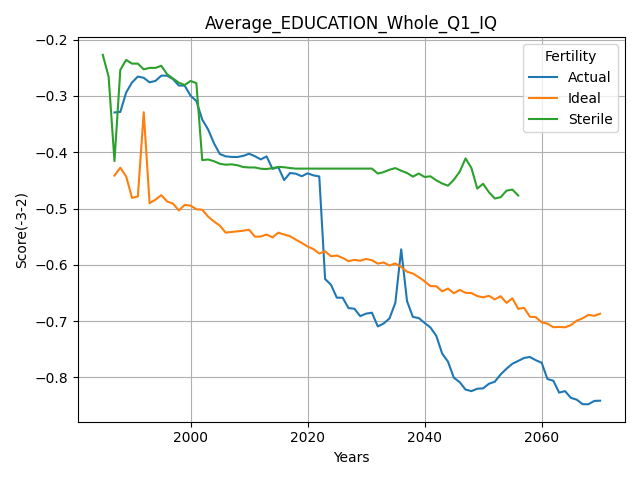 Average_EDUCATION_Whole_Q1_IQ
Score(-3-2)
−0.2
−0.3
−0.4
−0.5
−0.6
−0.7
−0.8
Fertility
Actual
Ideal
Sterile
2000 2020 2040 2060
Years